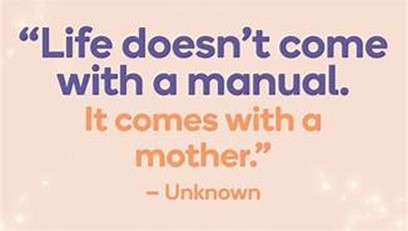 “Life doesn’t come
with a manual.
It comes with a
mother.”
– Unknown